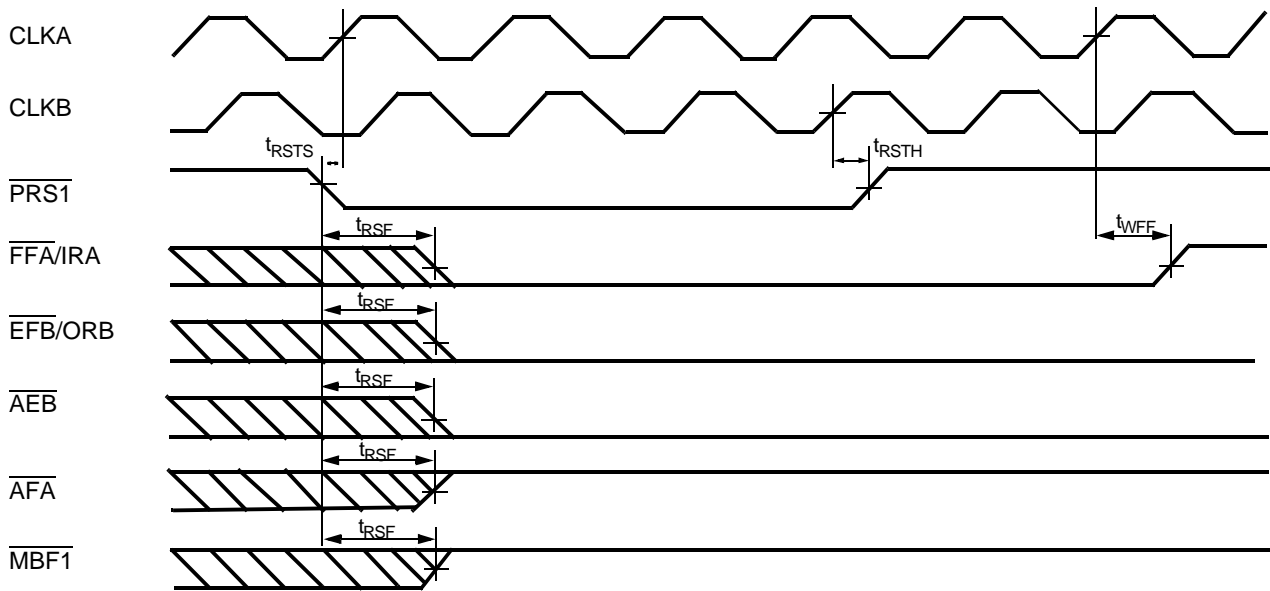 CLKA
CLKB
tRSTS
tRSTH
PRS1
tRSF
tWFF
FFA/IRA
tRSF
EFB/ORB
tRSF
AEB
tRSF
AFA
tRSF
MBF1